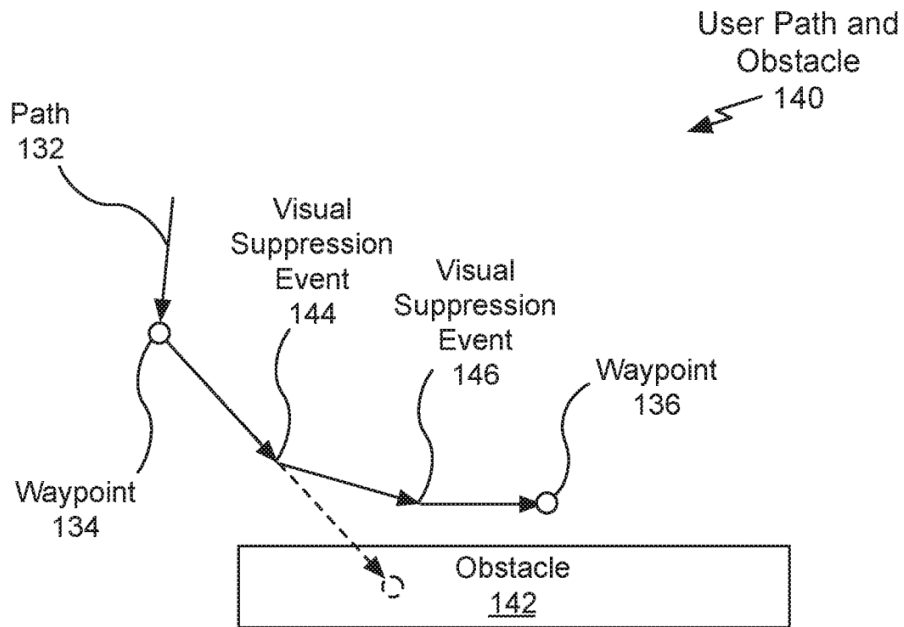 User Path and
Obstacle
140
Path
132
Visual
Suppression
Event
144
Visual
Suppression
Event
146
Waypoint
136
Waypoint
134
Obstacle
142